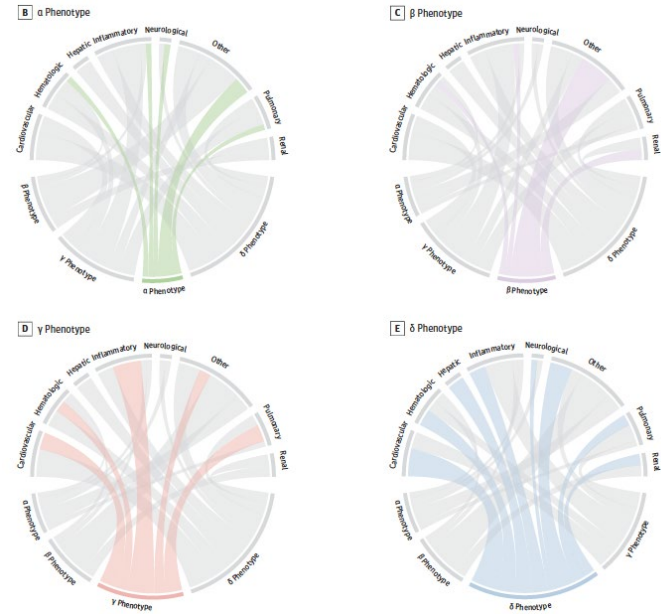 B α Phenotype
Cardiovascular
Hematologic
Hepatic
Inflammatory
Neurological
Other
Pulmonary
Renal
β Phenotype
γ Phenotype
α Phenotype
δ Phenotype
C β Phenotype
Cardiovascular
Hematologic
Hepatic
Inflammatory
Neurological
Other
Pulmonary
Renal
α Phenotype
γ Phenotype
β Phenotype
δ Phenotype
D γ Phenotype
Cardiovascular
Hematologic
Hepatic
Inflammatory
Neurological
Other
Pulmonary
Renal
α Phenotype
β Phenotype
γ Phenotype
δ Phenotype
E δ Phenotype
Cardiovascular
Hematologic
Hepatic
Inflammatory
Neurological
Other
Pulmonary
Renal
α Phenotype
β Phenotype
δ Phenotype
γ Phenotype